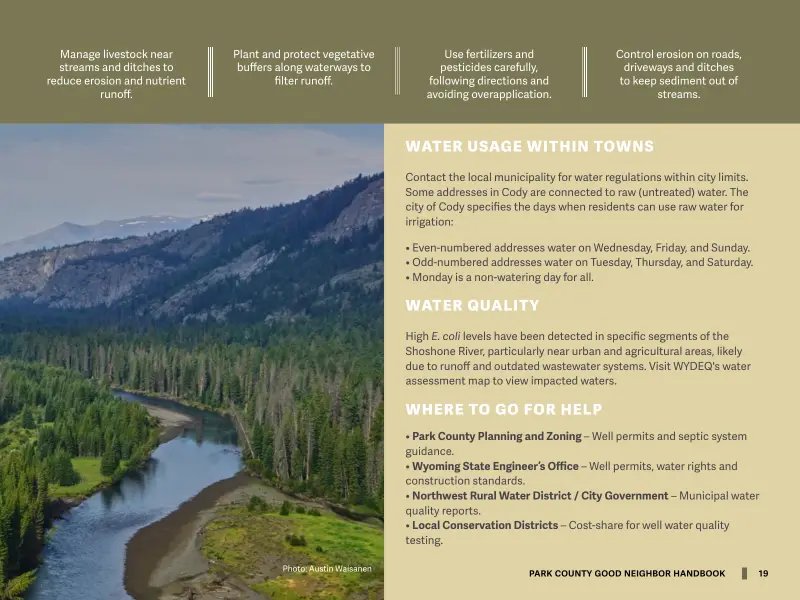 Manage livestock near
streams and ditches to
reduce erosion and nutrient
runoff.
Plant and protect vegetative
buffers along waterways to
filter runoff.
Use fertilizers and
pesticides carefully,
following directions and
avoiding overapplication.
Control erosion on roads,
driveways and ditches
to keep sediment out of
streams.
WATER USAGE WITHIN TOWNS
Contact the local municipality for water regulations within city limits.
Some addresses in Cody are connected to raw (untreated) water. The
city of Cody specifies the days when residents can use raw water for
irrigation:
• Even-numbered addresses water on Wednesday, Friday, and Sunday.
• Odd-numbered addresses water on Tuesday, Thursday, and Saturday.
• Monday is a non-watering day for all.
WATER QUALITY
High E. coli levels have been detected in specific segments of the
Shoshone River, particularly near urban and agricultural areas, likely
due to runoff and outdated wastewater systems. Visit WYDEQ's water
assessment map to view impacted waters.
WHERE TO GO FOR HELP
• Park County Planning and Zoning – Well permits and septic system
guidance.
• Wyoming State Engineer's Office – Well permits, water rights and
construction standards.
• Northwest Rural Water District / City Government – Municipal water
quality reports.
• Local Conservation Districts – Cost-share for well water quality
testing.
Photo: Austin Waisanen
PARK COUNTY GOOD NEIGHBOR HANDBOOK 19